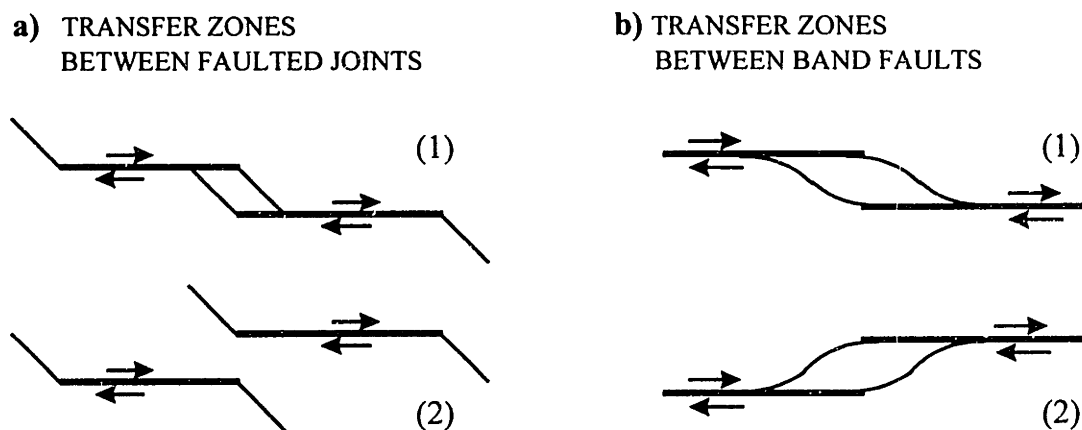 a) TRANSFER ZONES
BETWEEN FAULTED JOINTS
(1)
(2)
b) TRANSFER ZONES
BETWEEN BAND FAULTS
(1)
(2)